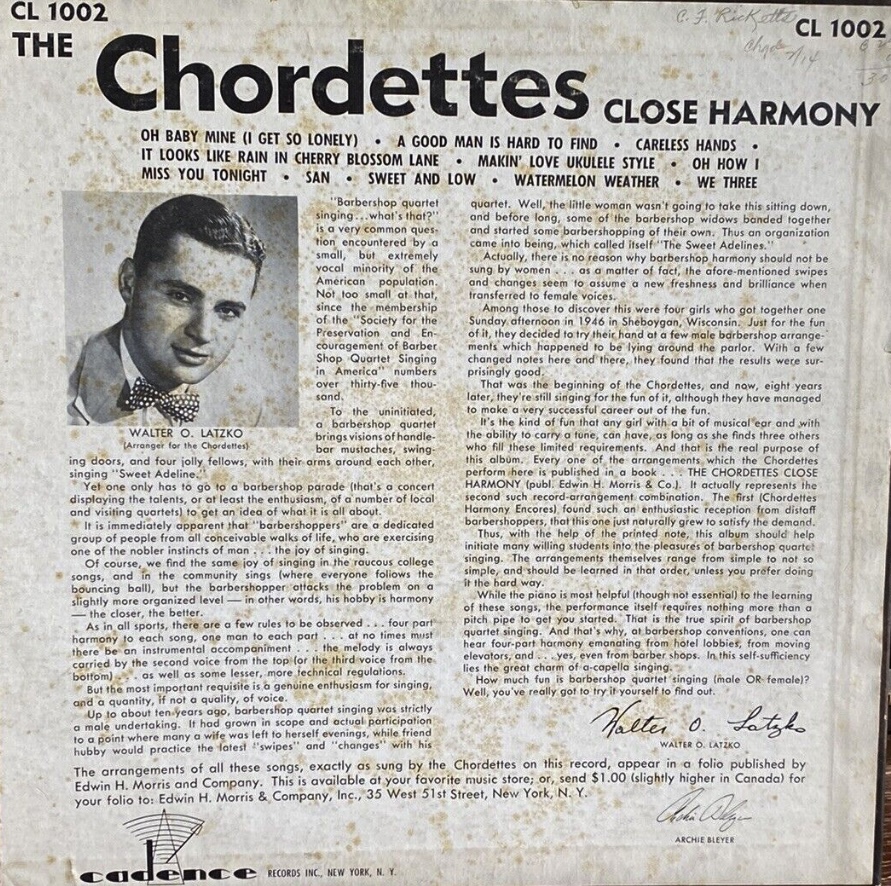 CL 1002
C. F. Ricketts
CL 1002
THE Chordettes CLOSE HARMONY
OH BABY MINE (I GET SO LONELY) • A GOOD MAN IS HARD TO FIND • CARELESS HANDS •
IT LOOKS LIKE RAIN IN CHERRY BLOSSOM LANE • MAKIN' LOVE UKULELE STYLE • OH HOW I
MISS YOU TONIGHT • SAN • SWEET AND LOW • WATERMELON WEATHER • WE THREE
WALTER O. LATZKO
(Arranger for the Chordettes)
"Barbershop quartet
singing...what's that?"
is a very common ques-
tion encountered by a
small, but extremely
vocal minority of the
American population.
Not too small at that,
since the membership
of the "Society for the
Preservation and En-
couragement of Barber
Shop Quartet Singing
in America" numbers
over thirty-five thou-
sand.
To the uninitiated,
a barbershop quartet
brings visions of handle-
bar mustaches, swing-
ing doors, and four jolly fellows, with their arms around each other,
singing "Sweet Adeline."
Yet one only has to go to a barbershop parade (that's a concert
displaying the talents, or at least the enthusiasm, of a number of local
and visiting quartets) to get an idea of what it is all about.
It is immediately apparent that "barbershoppers" are a dedicated
group of people from all conceivable walks of life, who are exercising
one of the nobler instincts of man . . . the joy of singing.
Of course, we find the same joy of singing in the raucous college
songs, and in the community sings (where everyone follows the
bouncing ball), but the barbershopper attacks the problem on a
slightly more organized level — in other words, his hobby is harmony
— the closer, the better.
As in all sports, there are a few rules to be observed . . . four part
harmony to each song, one man to each part . . . at no times must
there be an instrumental accompaniment . . . the melody is always
carried by the second voice from the top (or the third voice from the
bottom) . . . as well as some lesser, more technical regulations.
But the most important requisite is a genuine enthusiasm for singing,
and a quantity, if not a quality, of voice.
Up to about ten years ago, barbershop quartet singing was strictly
a male undertaking. It had grown in scope and actual participation
to a point where many a wife was left to herself evenings, while friend
hubby would practice the latest "swipes" and "changes" with his
quartet. Well, the little woman wasn't going to take this sitting down,
and before long, some of the barbershop widows banded together
and started some barbershopping of their own. Thus an organization
came into being, which called itself "The Sweet Adelines."
Actually, there is no reason why barbershop harmony should not be
sung by women . . . as a matter of fact, the afore-mentioned swipes
and changes seem to assume a new freshness and brilliance when
transferred to female voices.
Among those to discover this were four girls who got together one
Sunday afternoon in 1946 in Sheboygan, Wisconsin. Just for the fun
of it, they decided to try their hand at a few male barbershop arrange-
ments which happened to be lying around the parlor. With a few
changed notes here and there, they found that the results were sur-
prisingly good.
That was the beginning of the Chordettes, and now, eight years
later, they're still singing for the fun of it, although they have managed
to make a very successful career out of the fun.
It's the kind of fun that any girl with a bit of musical ear and with
the ability to carry a tune, can have, as long as she finds three others
who fill these limited requirements. And that is the real purpose of
this album. Every one of the arrangements which the Chordettes
perform here is published in a book . . . THE CHORDETTES CLOSE
HARMONY (publ. Edwin H. Morris & Co.). It actually represents the
second such record-arrangement combination. The first (Chordettes
Harmony Encores) found such an enthusiastic reception from distaff
barbershoppers, that this one just naturally grew to satisfy the demand.
Thus, with the help of the printed note, this album should help
initiate many willing students into the pleasures of barbershop quartet
singing. The arrangements themselves range from simple to not so
simple, and should be learned in that order, unless you prefer doing
it the hard way.
While the piano is most helpful (though not essential) to the learning
of these songs, the performance itself requires nothing more than a
pitch pipe to get you started. That is the true spirit of barbershop
quartet singing. And that's why, at barbershop conventions, one can
hear four-part harmony emanating from hotel lobbies, from moving
elevators, and . . . yes, even from barber shops. In this self-sufficiency
lies the great charm of a-capella singing.
How much fun is barbershop quartet singing (male OR female)?
Well, you've really got to try it yourself to find out.
Walter O. Latzko
WALTER O. LATZKO
The arrangements of all these songs, exactly as sung by the Chordettes on this record, appear in a folio published by
Edwin H. Morris and Company. This is available at your favorite music store; or, send $1.00 (slightly higher in Canada) for
your folio to: Edwin H. Morris & Company, Inc., 35 West 51st Street, New York, N. Y.
Archie Bleyer
ARCHIE BLEYER
cadence RECORDS INC., NEW YORK, N. Y.